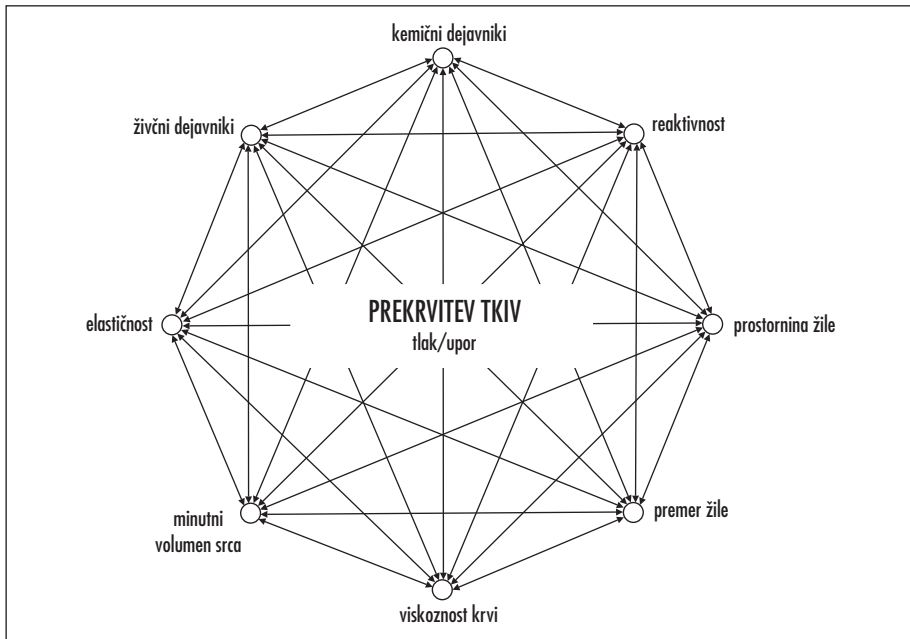 kemični dejavniki
živčni dejavniki
reaktivnost
elastičnost
PREKRVITEV TKIV
tlak/upor
prostornina žile
minutni
volumen srca
premer žile
viskoznost krvi